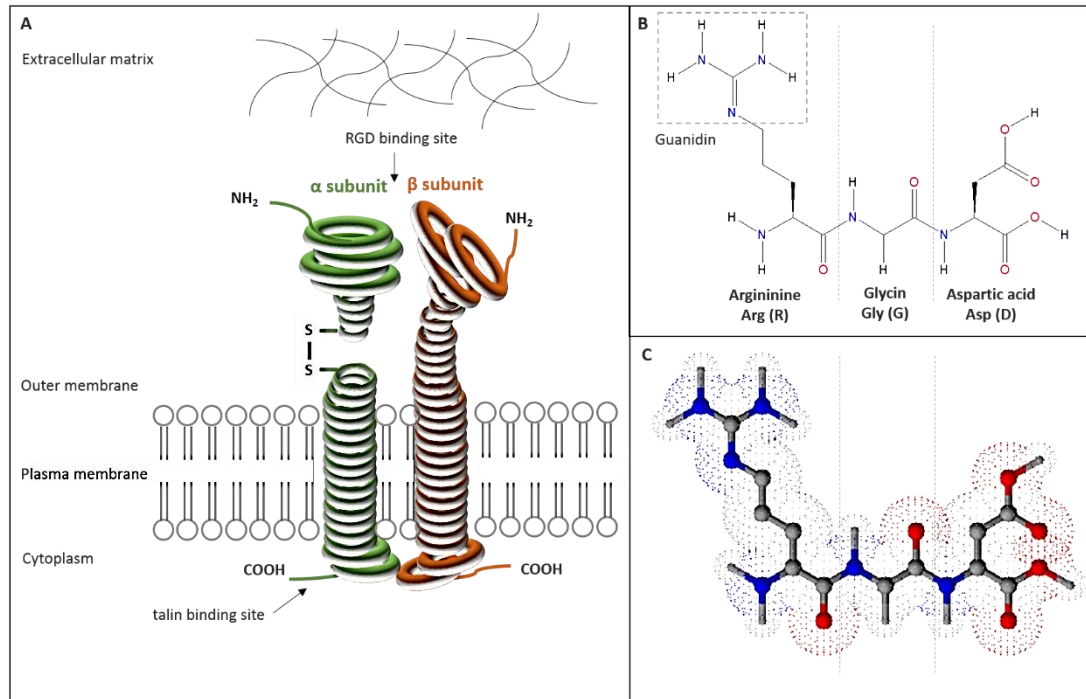 A
Extracellular matrix
RGD binding site
α subunit
β subunit
NH₂
NH₂
S
S
Outer membrane
Plasma membrane
Cytoplasm
COOH
COOH
talin binding site
B
H
H
H
N
N
H
N
Guanidin
H
O
O
H
N
O
H
N
N
O
H
H
O
H
H
O
Argininine
Glycin
Aspartic acid
Arg (R)
Gly (G)
Asp (D)
C